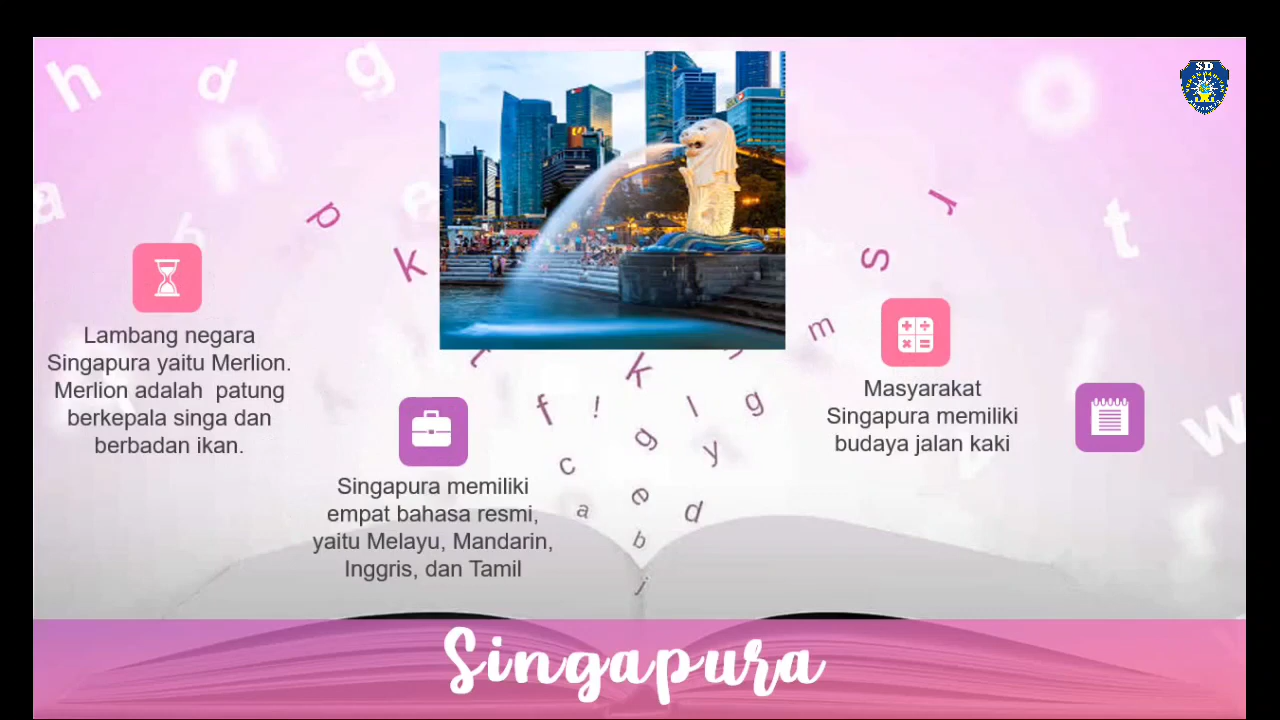 SD
Lambang negara
Singapura yaitu Merlion.
Merlion adalah patung
berkepala singa dan
berbadan ikan.
Singapura memiliki
empat bahasa resmi,
yaitu Melayu, Mandarin,
Inggris, dan Tamil
Masyarakat
Singapura memiliki
budaya jalan kaki
Singapura